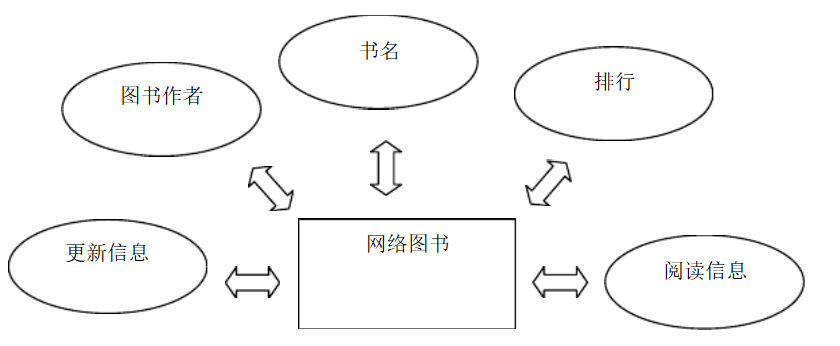 书名
图书作者
排行
网络图书
更新信息
阅读信息